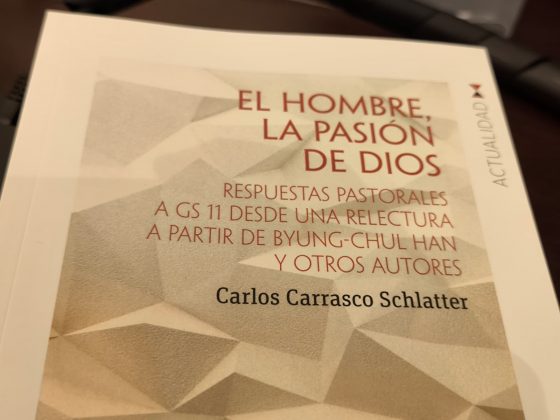 EL HOMBRE,
LA PASIÓN
DE DIOS
RESPUESTAS PASTORALES
A GS 11 DESDE UNA RELECTURA
A PARTIR DE BYUNG-CHUL HAN
Y OTROS AUTORES
Carlos Carrasco Schlatter
ACTUALIDAD